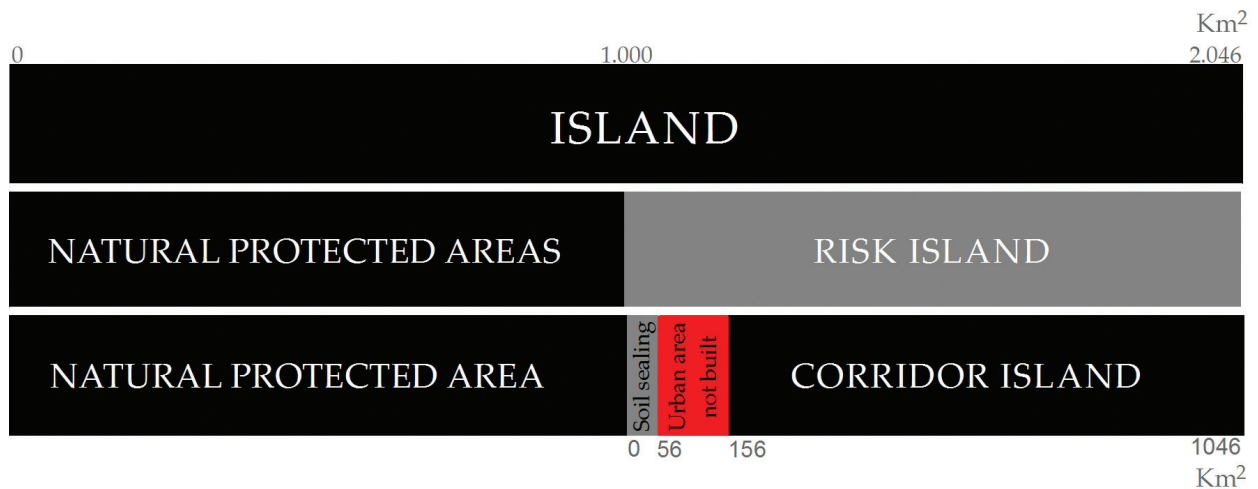 Km²
0 1.000 2.046
ISLAND
NATURAL PROTECTED AREAS RISK ISLAND
NATURAL PROTECTED AREA
Soil sealing
Urban area
not built
CORRIDOR ISLAND
0 56 156 1046
Km²